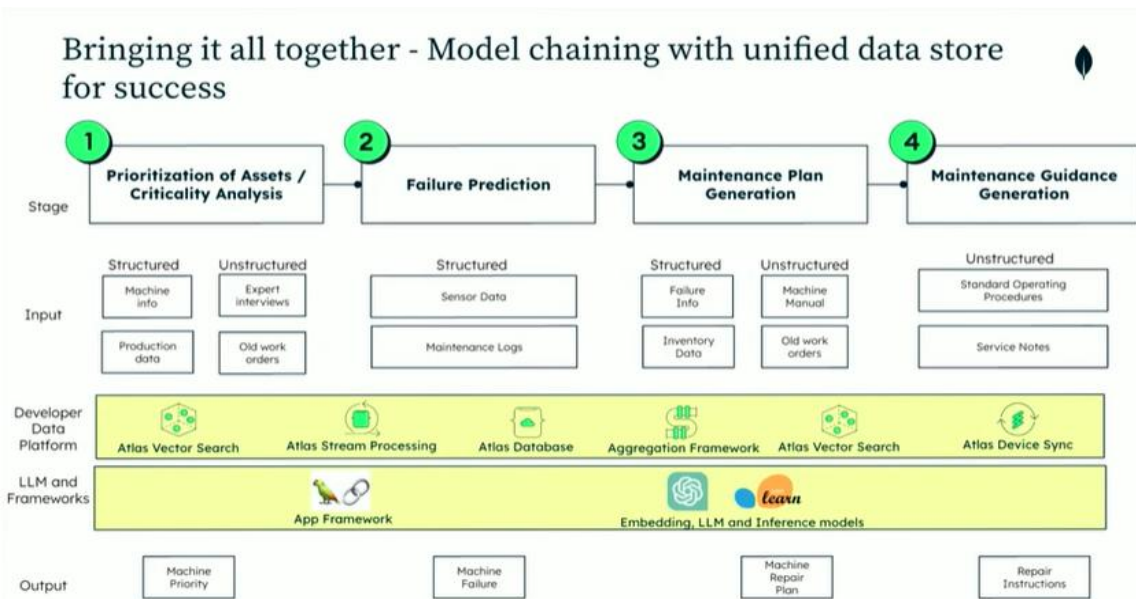 Bringing it all together - Model chaining with unified data store
for success
1
Prioritization of Assets /
Criticality Analysis
2
Failure Prediction
3
Maintenance Plan
Generation
4
Maintenance Guidance
Generation
Stage
Input
Structured
Machine
info
Production
data
Unstructured
Expert
interviews
Old work
orders
Structured
Sensor Data
Maintenance Logs
Structured
Failure
Info
Inventory
Data
Unstructured
Machine
Manual
Old work
orders
Unstructured
Standard Operating
Procedures
Service Notes
Developer
Data
Platform
Atlas Vector Search
Atlas Stream Processing
Atlas Database
Aggregation Framework
Atlas Vector Search
Atlas Device Sync
LLM and
Frameworks
App Framework
learn
Embedding, LLM and Inference models
Output
Machine
Priority
Machine
Failure
Machine
Repair
Plan
Repair
Instructions